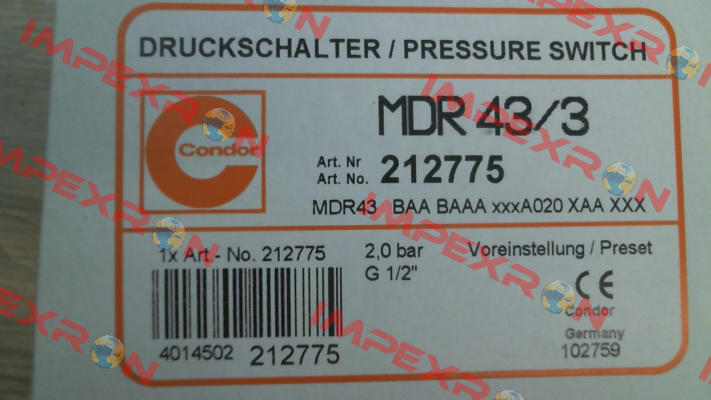 DRUCKSCHALTER / PRESSURE SWITCH
Condor
MDR 43/3
Art. Nr
Art. No. 212775
MDR43 BAA BAAA xxxA020 XAA XXX
1x Art.- No. 212775
2,0 bar
G 1/2"
Voreinstellung / Preset
CE
Condor
Germany
102759
4014502 212775
IMPEXRON
IMPEXRON
IMPEXRON
IMPEXRON
IMPEXRON